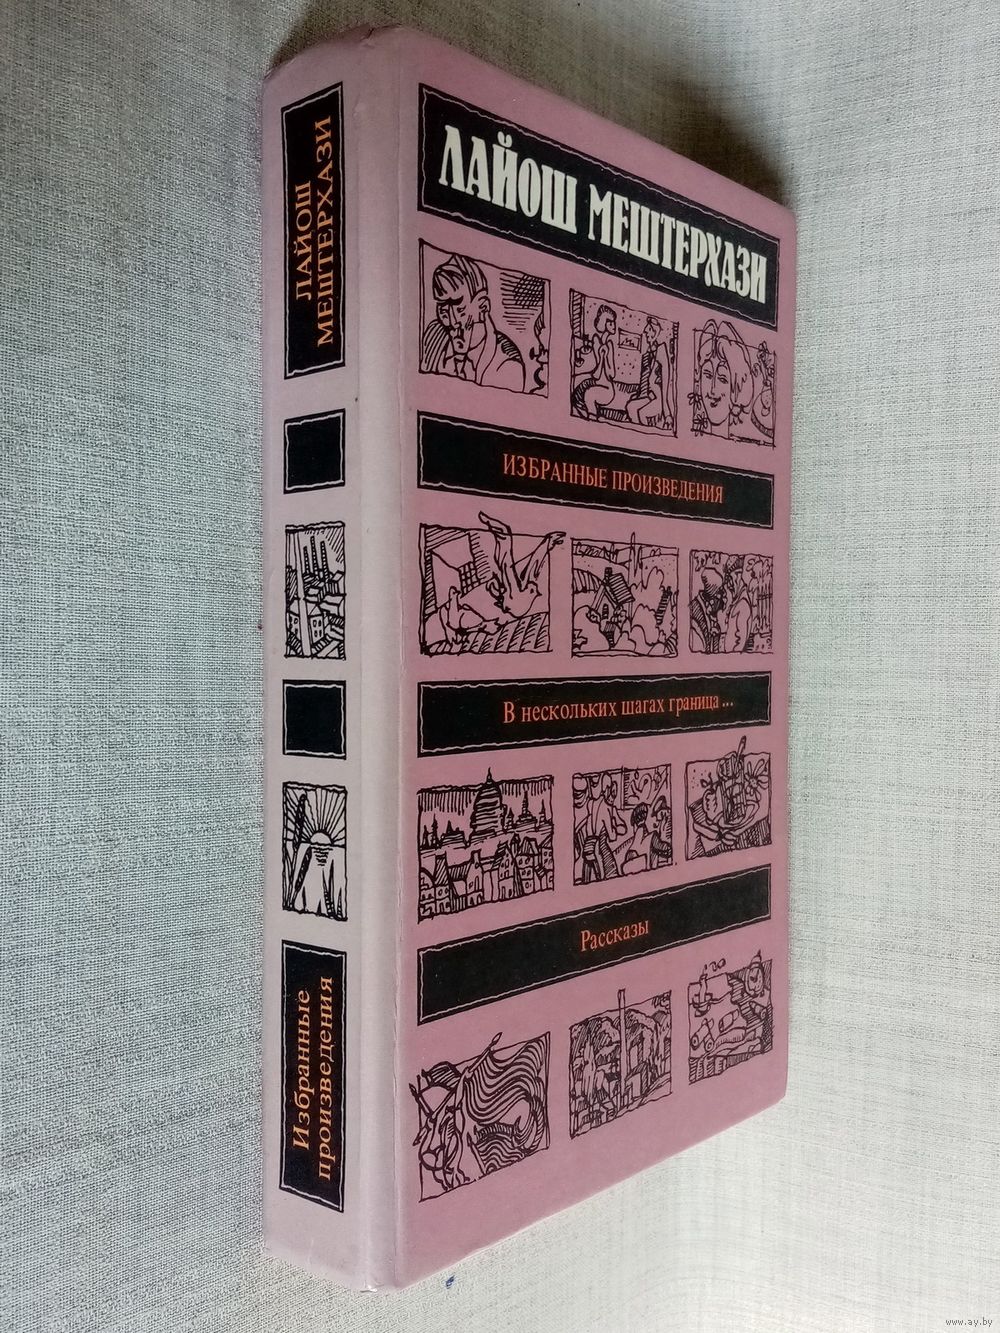 ЛАЙОШ
МЕШТЕРХАЗИ
Избранные
произведения
ЛАЙОШ МЕШТЕРХАЗИ
ИЗБРАННЫЕ ПРОИЗВЕДЕНИЯ
В нескольких шагах граница...
Рассказы
www.ay.by